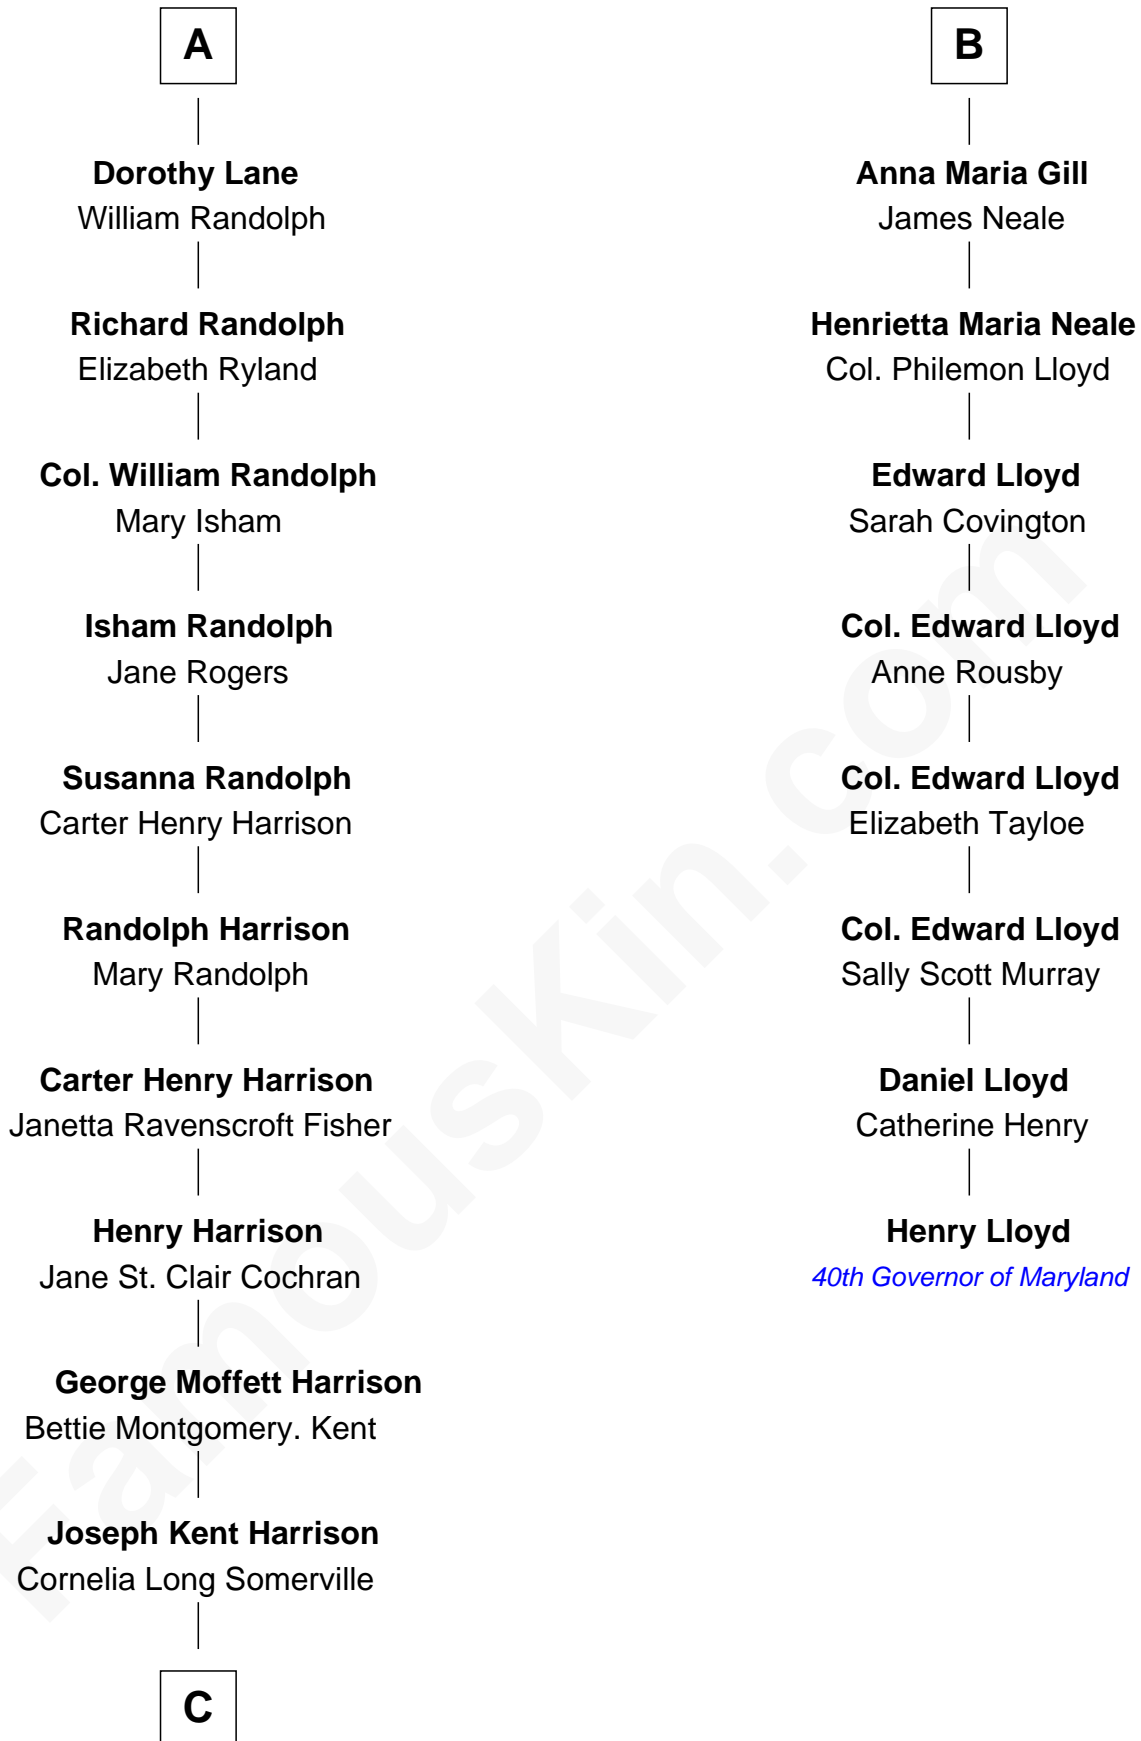 A
Dorothy Lane
William Randolph
Richard Randolph
Elizabeth Ryland
Col. William Randolph
Mary Isham
Isham Randolph
Jane Rogers
Susanna Randolph
Carter Henry Harrison
Randolph Harrison
Mary Randolph
Carter Henry Harrison
Janetta Ravenscroft Fisher
Henry Harrison
Jane St. Clair Cochran
George Moffett Harrison
Bettie Montgomery. Kent
Joseph Kent Harrison
Cornelia Long Somerville
C
B
Anna Maria Gill
James Neale
Henrietta Maria Neale
Col. Philemon Lloyd
Edward Lloyd
Sarah Covington
Col. Edward Lloyd
Anne Rousby
Col. Edward Lloyd
Elizabeth Tayloe
Col. Edward Lloyd
Sally Scott Murray
Daniel Lloyd
Catherine Henry
Henry Lloyd
40th Governor of Maryland
FamousKin.com